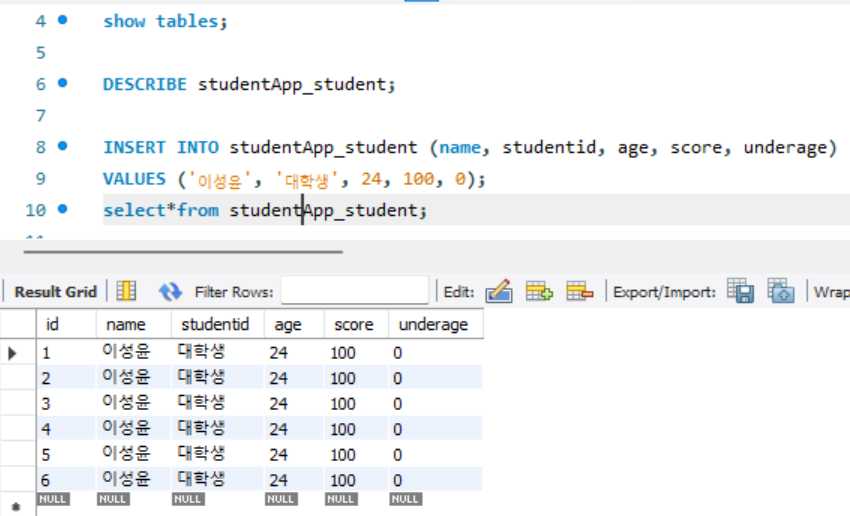 4 show tables;
5
6 DESCRIBE studentApp_student;
7
8 INSERT INTO studentApp_student (name, studentid, age, score, underage)
9 VALUES ('이성윤', '대학생', 24, 100, 0);
10 select*from studentApp_student;
Result Grid Filter Rows: Edit: Export/Import: Wrap
id name studentid age score underage
1 이성윤 대학생 24 100 0
2 이성윤 대학생 24 100 0
3 이성윤 대학생 24 100 0
4 이성윤 대학생 24 100 0
5 이성윤 대학생 24 100 0
6 이성윤 대학생 24 100 0
NULL NULL NULL NULL NULL NULL